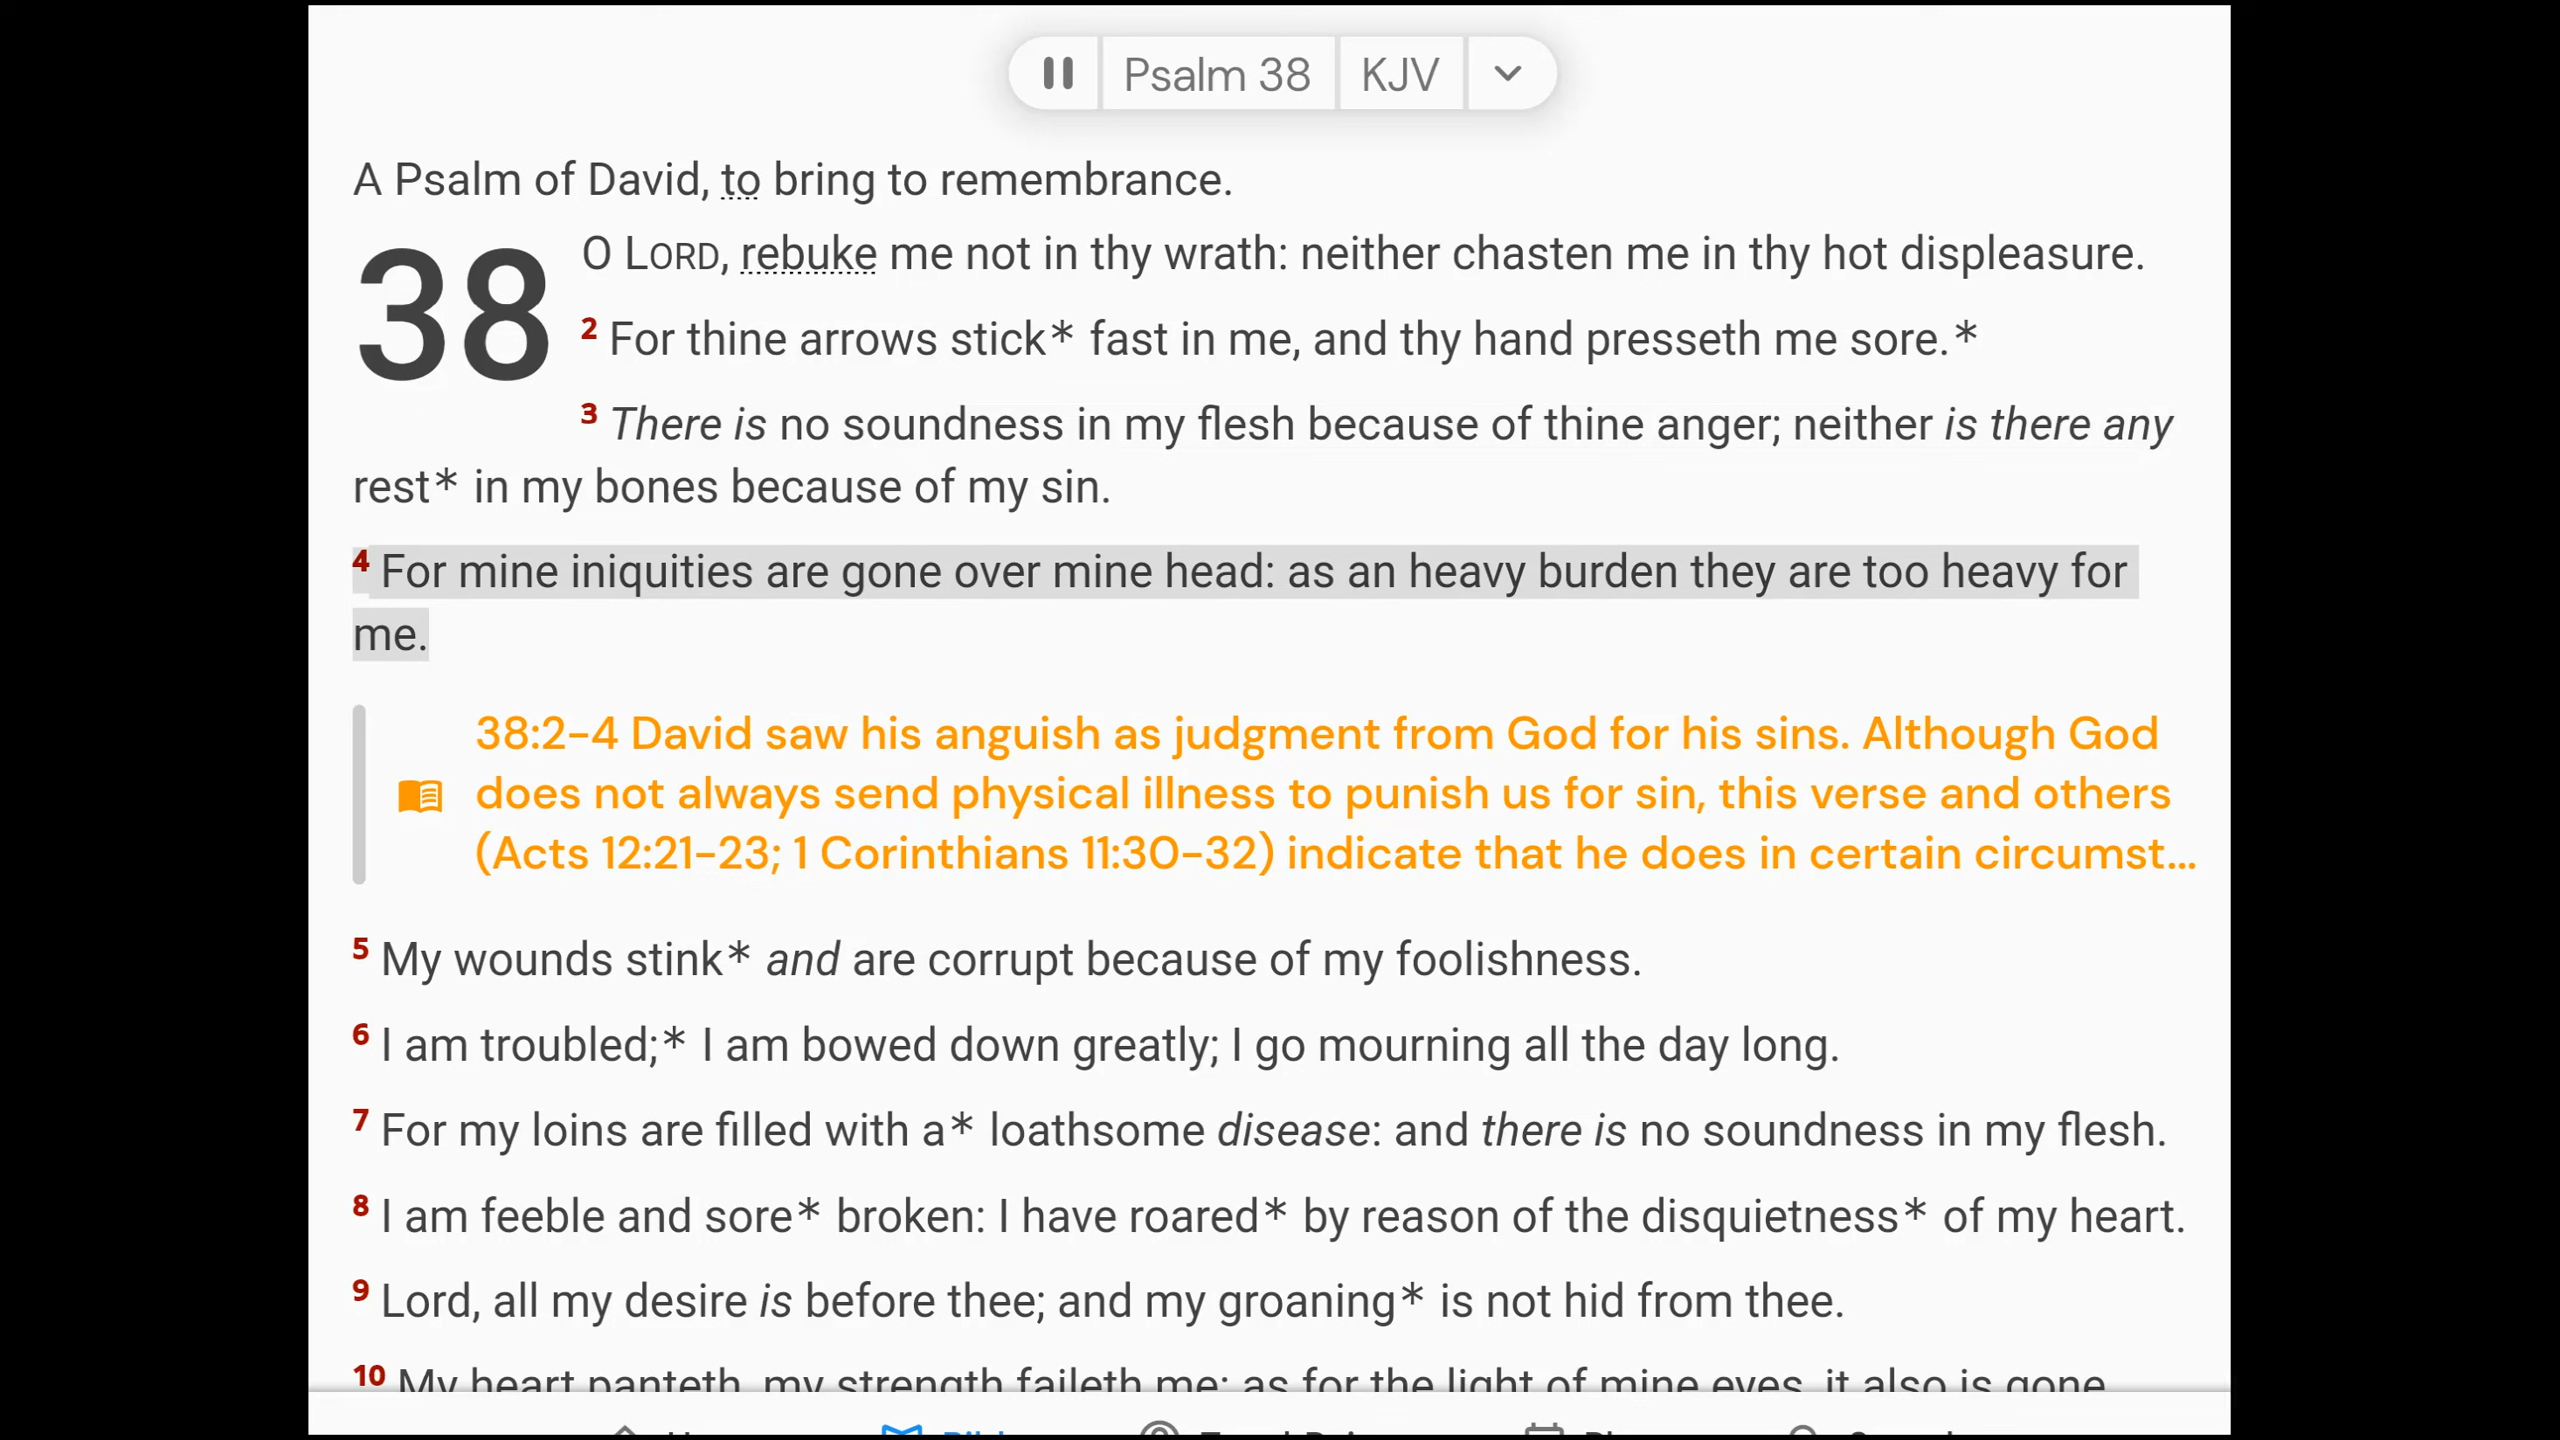 Psalm 38 KJV
A Psalm of David, to bring to remembrance.
38 O LORD, rebuke me not in thy wrath: neither chasten me in thy hot displeasure.
2 For thine arrows stick* fast in me, and thy hand presseth me sore.*
3 There is no soundness in my flesh because of thine anger; neither is there any
rest* in my bones because of my sin.
4 For mine iniquities are gone over mine head: as an heavy burden they are too heavy for
me.
38:2-4 David saw his anguish as judgment from God for his sins. Although God
does not always send physical illness to punish us for sin, this verse and others
(Acts 12:21-23; 1 Corinthians 11:30-32) indicate that he does in certain circumst...
5 My wounds stink* and are corrupt because of my foolishness.
6 I am troubled;* I am bowed down greatly; I go mourning all the day long.
7 For my loins are filled with a* loathsome disease: and there is no soundness in my flesh.
8 I am feeble and sore* broken: I have roared* by reason of the disquietness* of my heart.
9 Lord, all my desire is before thee; and my groaning* is not hid from thee.
10 My heart panteth, my strength faileth me: as for the light of mine eyes, it also is gone